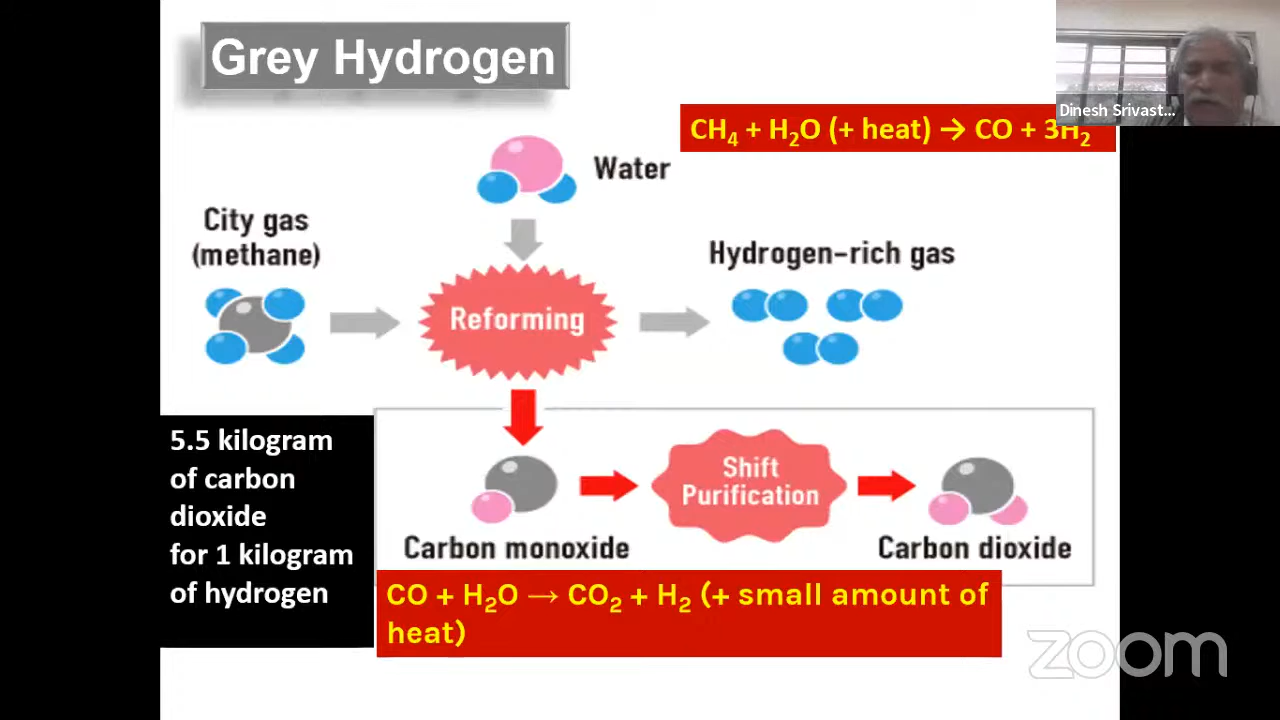 Grey Hydrogen
Dinesh Srivast...
CH₄ + H₂O (+ heat) → CO + 3H₂
Water
City gas
(methane)
Hydrogen-rich gas
Reforming
5.5 kilogram
of carbon
dioxide
for 1 kilogram
of hydrogen
Shift
Purification
Carbon monoxide
Carbon dioxide
CO + H₂O → CO₂ + H₂ (+ small amount of
heat)
zoom